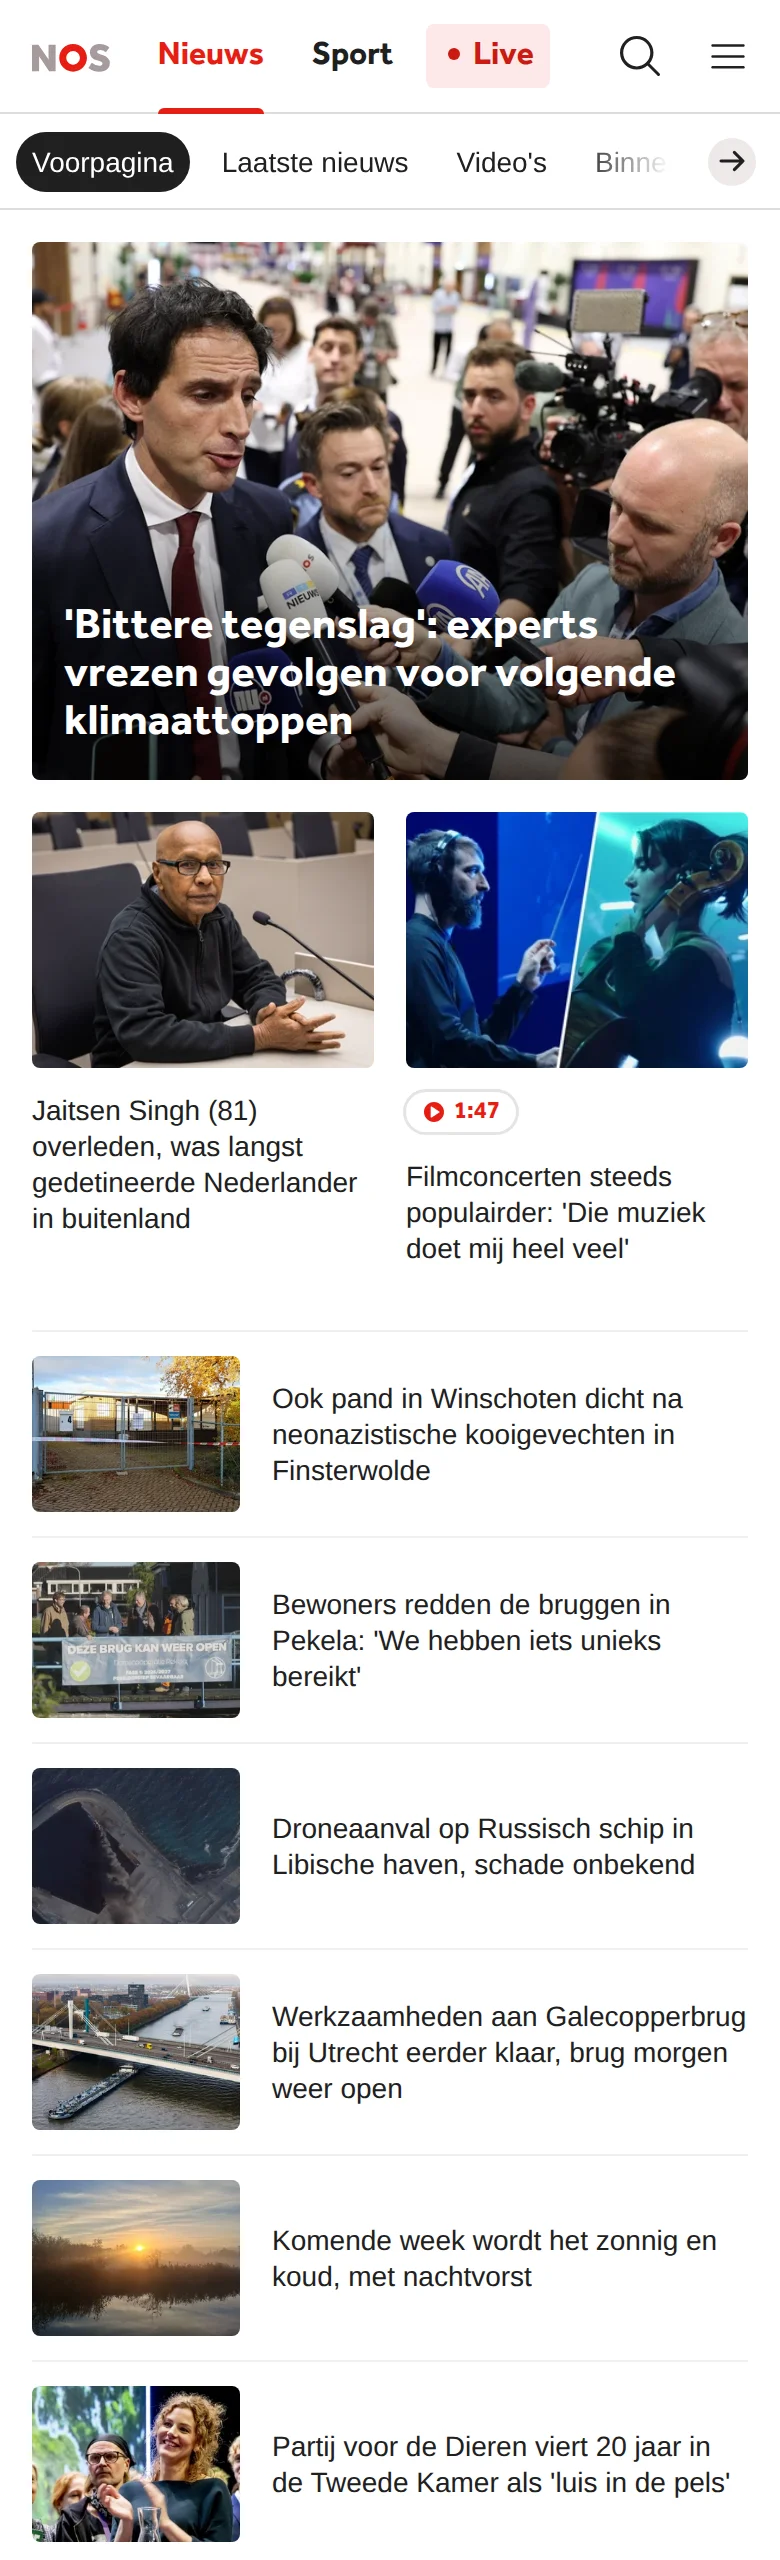 NOS
Nieuws
Sport
Live
Voorpagina
Laatste nieuws
Video's
Binne
NIEUWS
'Bittere tegenslag': experts
vrezen gevolgen voor volgende
klimaattoppen
Jaitsen Singh (81)
overleden, was langst
gedetineerde Nederlander
in buitenland
1:47
Filmconcerten steeds
populairder: 'Die muziek
doet mij heel veel'
4
Ook pand in Winschoten dicht na
neonazistische kooigevechten in
Finsterwolde
DEZE BRUG KAN WEER OPEN
Bewoners redden de bruggen in
Pekela: 'We hebben iets unieks
bereikt'
Droneaanval op Russisch schip in
Libische haven, schade onbekend
Werkzaamheden aan Galecopperbrug
bij Utrecht eerder klaar, brug morgen
weer open
Komende week wordt het zonnig en
koud, met nachtvorst
Partij voor de Dieren viert 20 jaar in
de Tweede Kamer als 'luis in de pels'